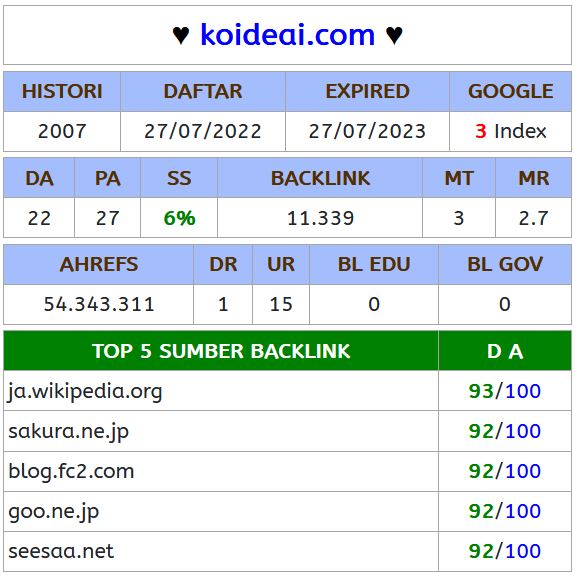 ♥ koideai.com ♥
HISTORI DAFTAR EXPIRED GOOGLE
2007 27/07/2022 27/07/2023 3 Index
DA PA SS BACKLINK MT MR
22 27 6% 11.339 3 2.7
AHREFS DR UR BL EDU BL GOV
54.343.311 1 15 0 0
TOP 5 SUMBER BACKLINK D A
ja.wikipedia.org 93/100
sakura.ne.jp 92/100
blog.fc2.com 92/100
goo.ne.jp 92/100
seesaa.net 92/100